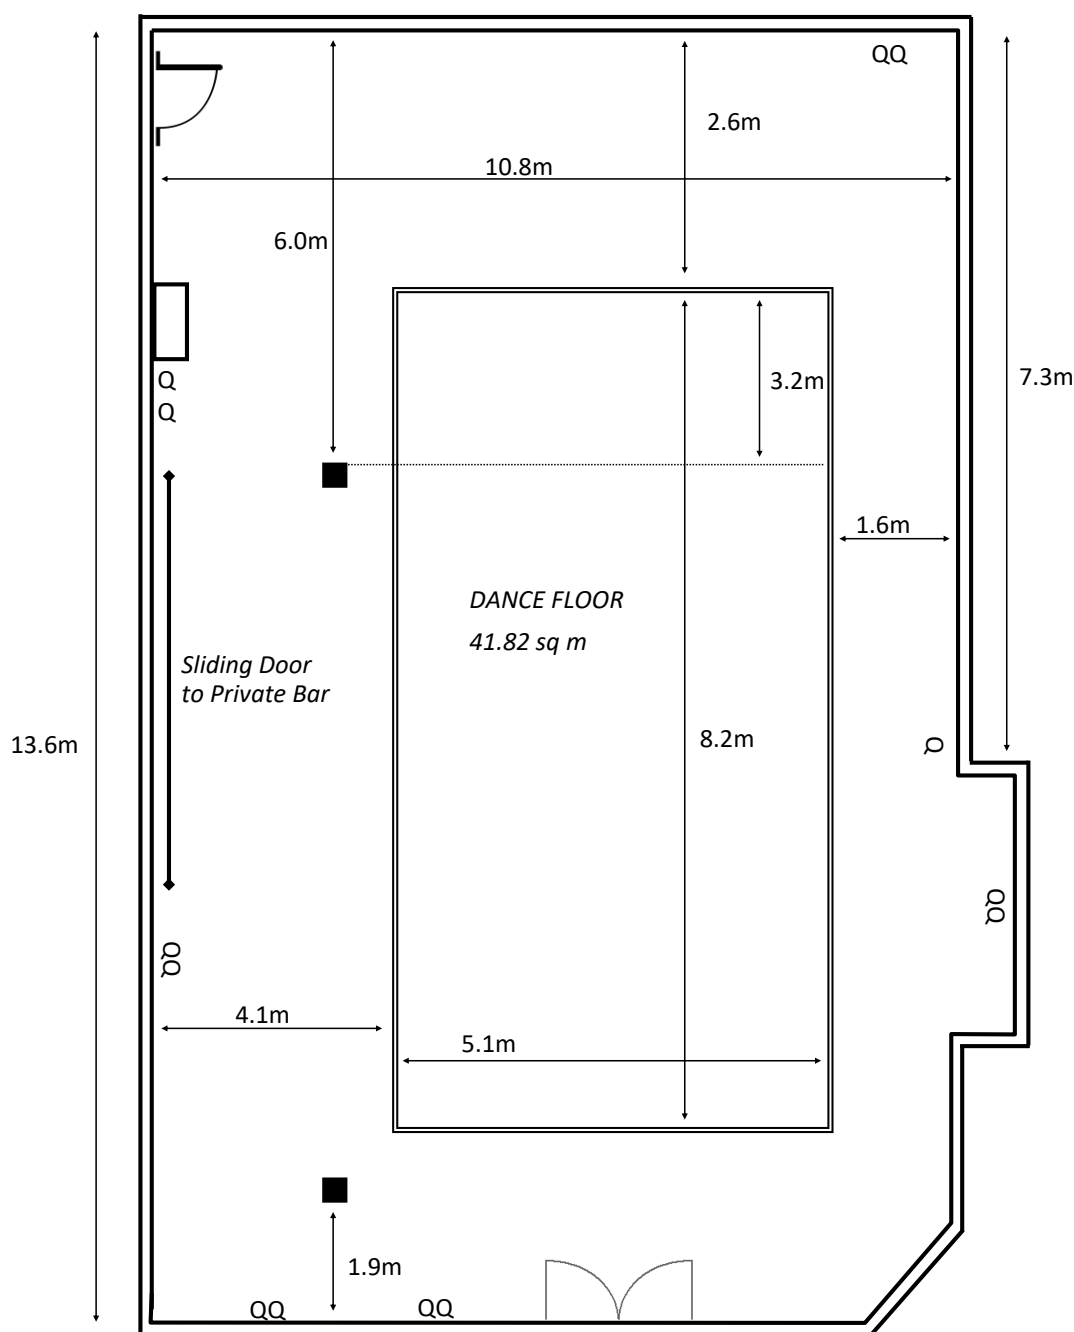 QQ
2.6m
10.8m
6.0m
3.2m
7.3m
Q
Q
1.6m
DANCE FLOOR
41.82 sq m
Sliding Door
to Private Bar
13.6m
8.2m
Q
QQ
QQ
4.1m
5.1m
1.9m
QQ
QQ